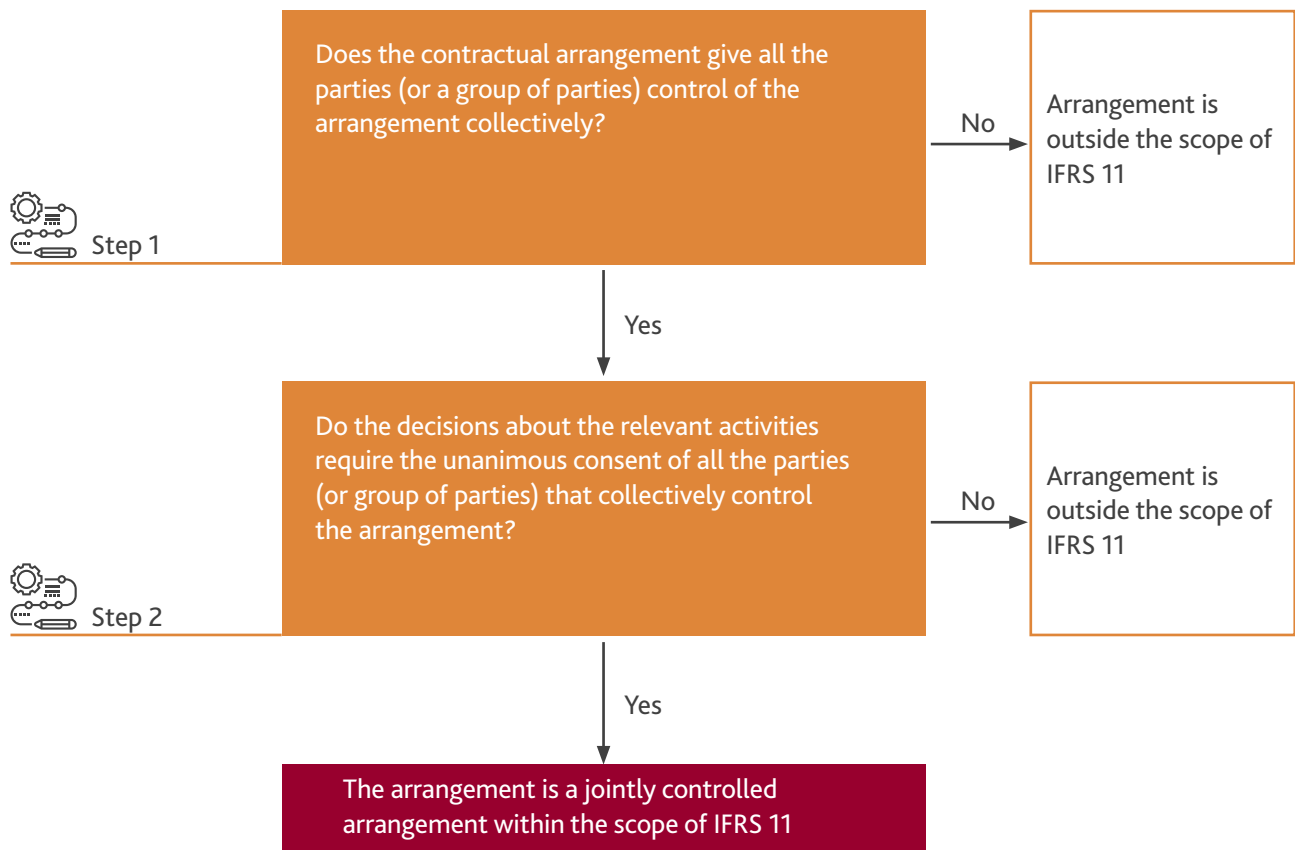 Does the contractual arrangement give all the
parties (or a group of parties) control of the
arrangement collectively?
No
Arrangement is
outside the scope of
IFRS 11
Step 1
Yes
Do the decisions about the relevant activities
require the unanimous consent of all the parties
(or group of parties) that collectively control
the arrangement?
No
Arrangement is
outside the scope of
IFRS 11
Step 2
Yes
The arrangement is a jointly controlled
arrangement within the scope of IFRS 11